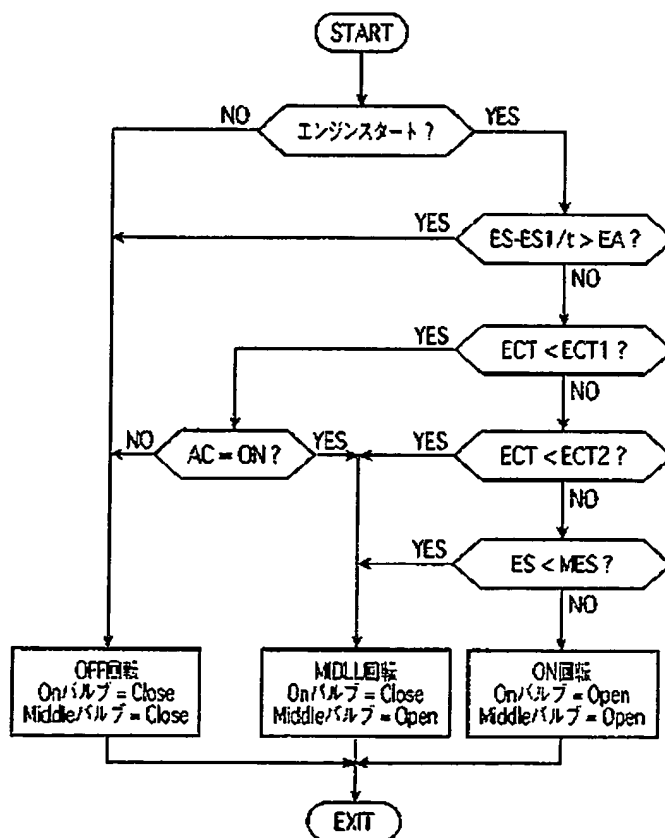 START
NO
エンジンスタート?
YES
YES
ES-ES1/t > EA?
NO
YES
ECT < ECT1?
NO
NO
AC = ON?
YES
YES
ECT < ECT2?
NO
YES
ES < MES?
NO
OFF回転
Onバルブ = Close
Middleバルブ = Close
MIDLL回転
Onバルブ = Close
Middleバルブ = Open
ON回転
Onバルブ = Open
Middleバルブ = Open
EXIT